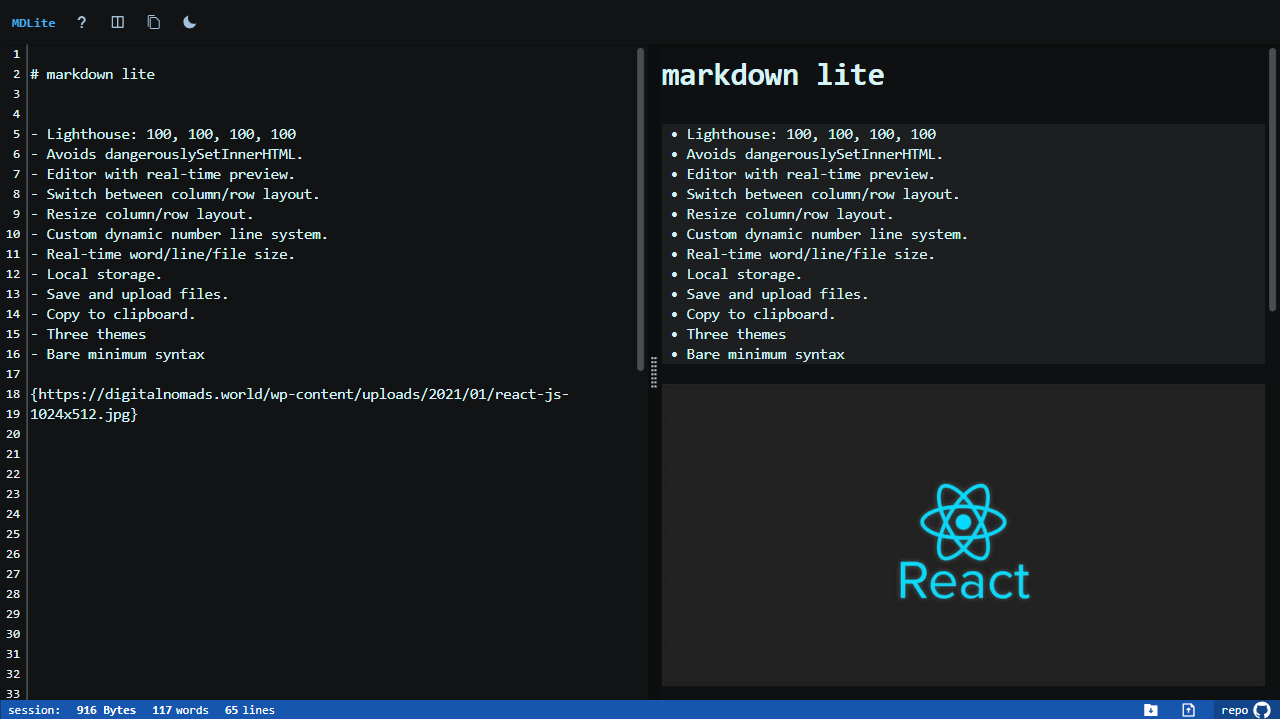 MDLite ?
1
2 # markdown lite
3
4
5 - Lighthouse: 100, 100, 100, 100
6 - Avoids dangerouslySetInnerHTML.
7 - Editor with real-time preview.
8 - Switch between column/row layout.
9 - Resize column/row layout.
10 - Custom dynamic number line system.
11 - Real-time word/line/file size.
12 - Local storage.
13 - Save and upload files.
14 - Copy to clipboard.
15 - Three themes
16 - Bare minimum syntax
17
18 {https://digitalnomads.world/wp-content/uploads/2021/01/react-js-
19 1024x512.jpg}
20
21
22
23
24
25
26
27
28
29
30
31
32
33
markdown lite
• Lighthouse: 100, 100, 100, 100
• Avoids dangerouslySetInnerHTML.
• Editor with real-time preview.
• Switch between column/row layout.
• Resize column/row layout.
• Custom dynamic number line system.
• Real-time word/line/file size.
• Local storage.
• Save and upload files.
• Copy to clipboard.
• Three themes
• Bare minimum syntax
React
session: 916 Bytes 117 words 65 lines repo